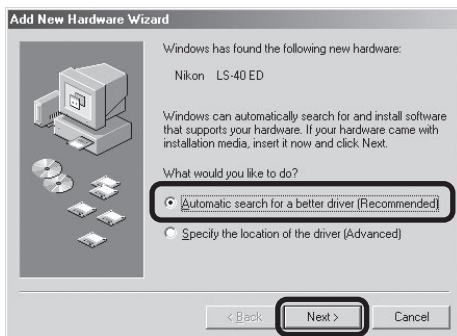 Add New Hardware Wizard
Windows has found the following new hardware:
Nikon LS-40 ED
Windows can automatically search for and install software
that supports your hardware. If your hardware came with
installation media, insert it now and click Next.
What would you like to do?
Automatic search for a better driver (Recommended)
Specify the location of the driver (Advanced)
< Back Next > Cancel